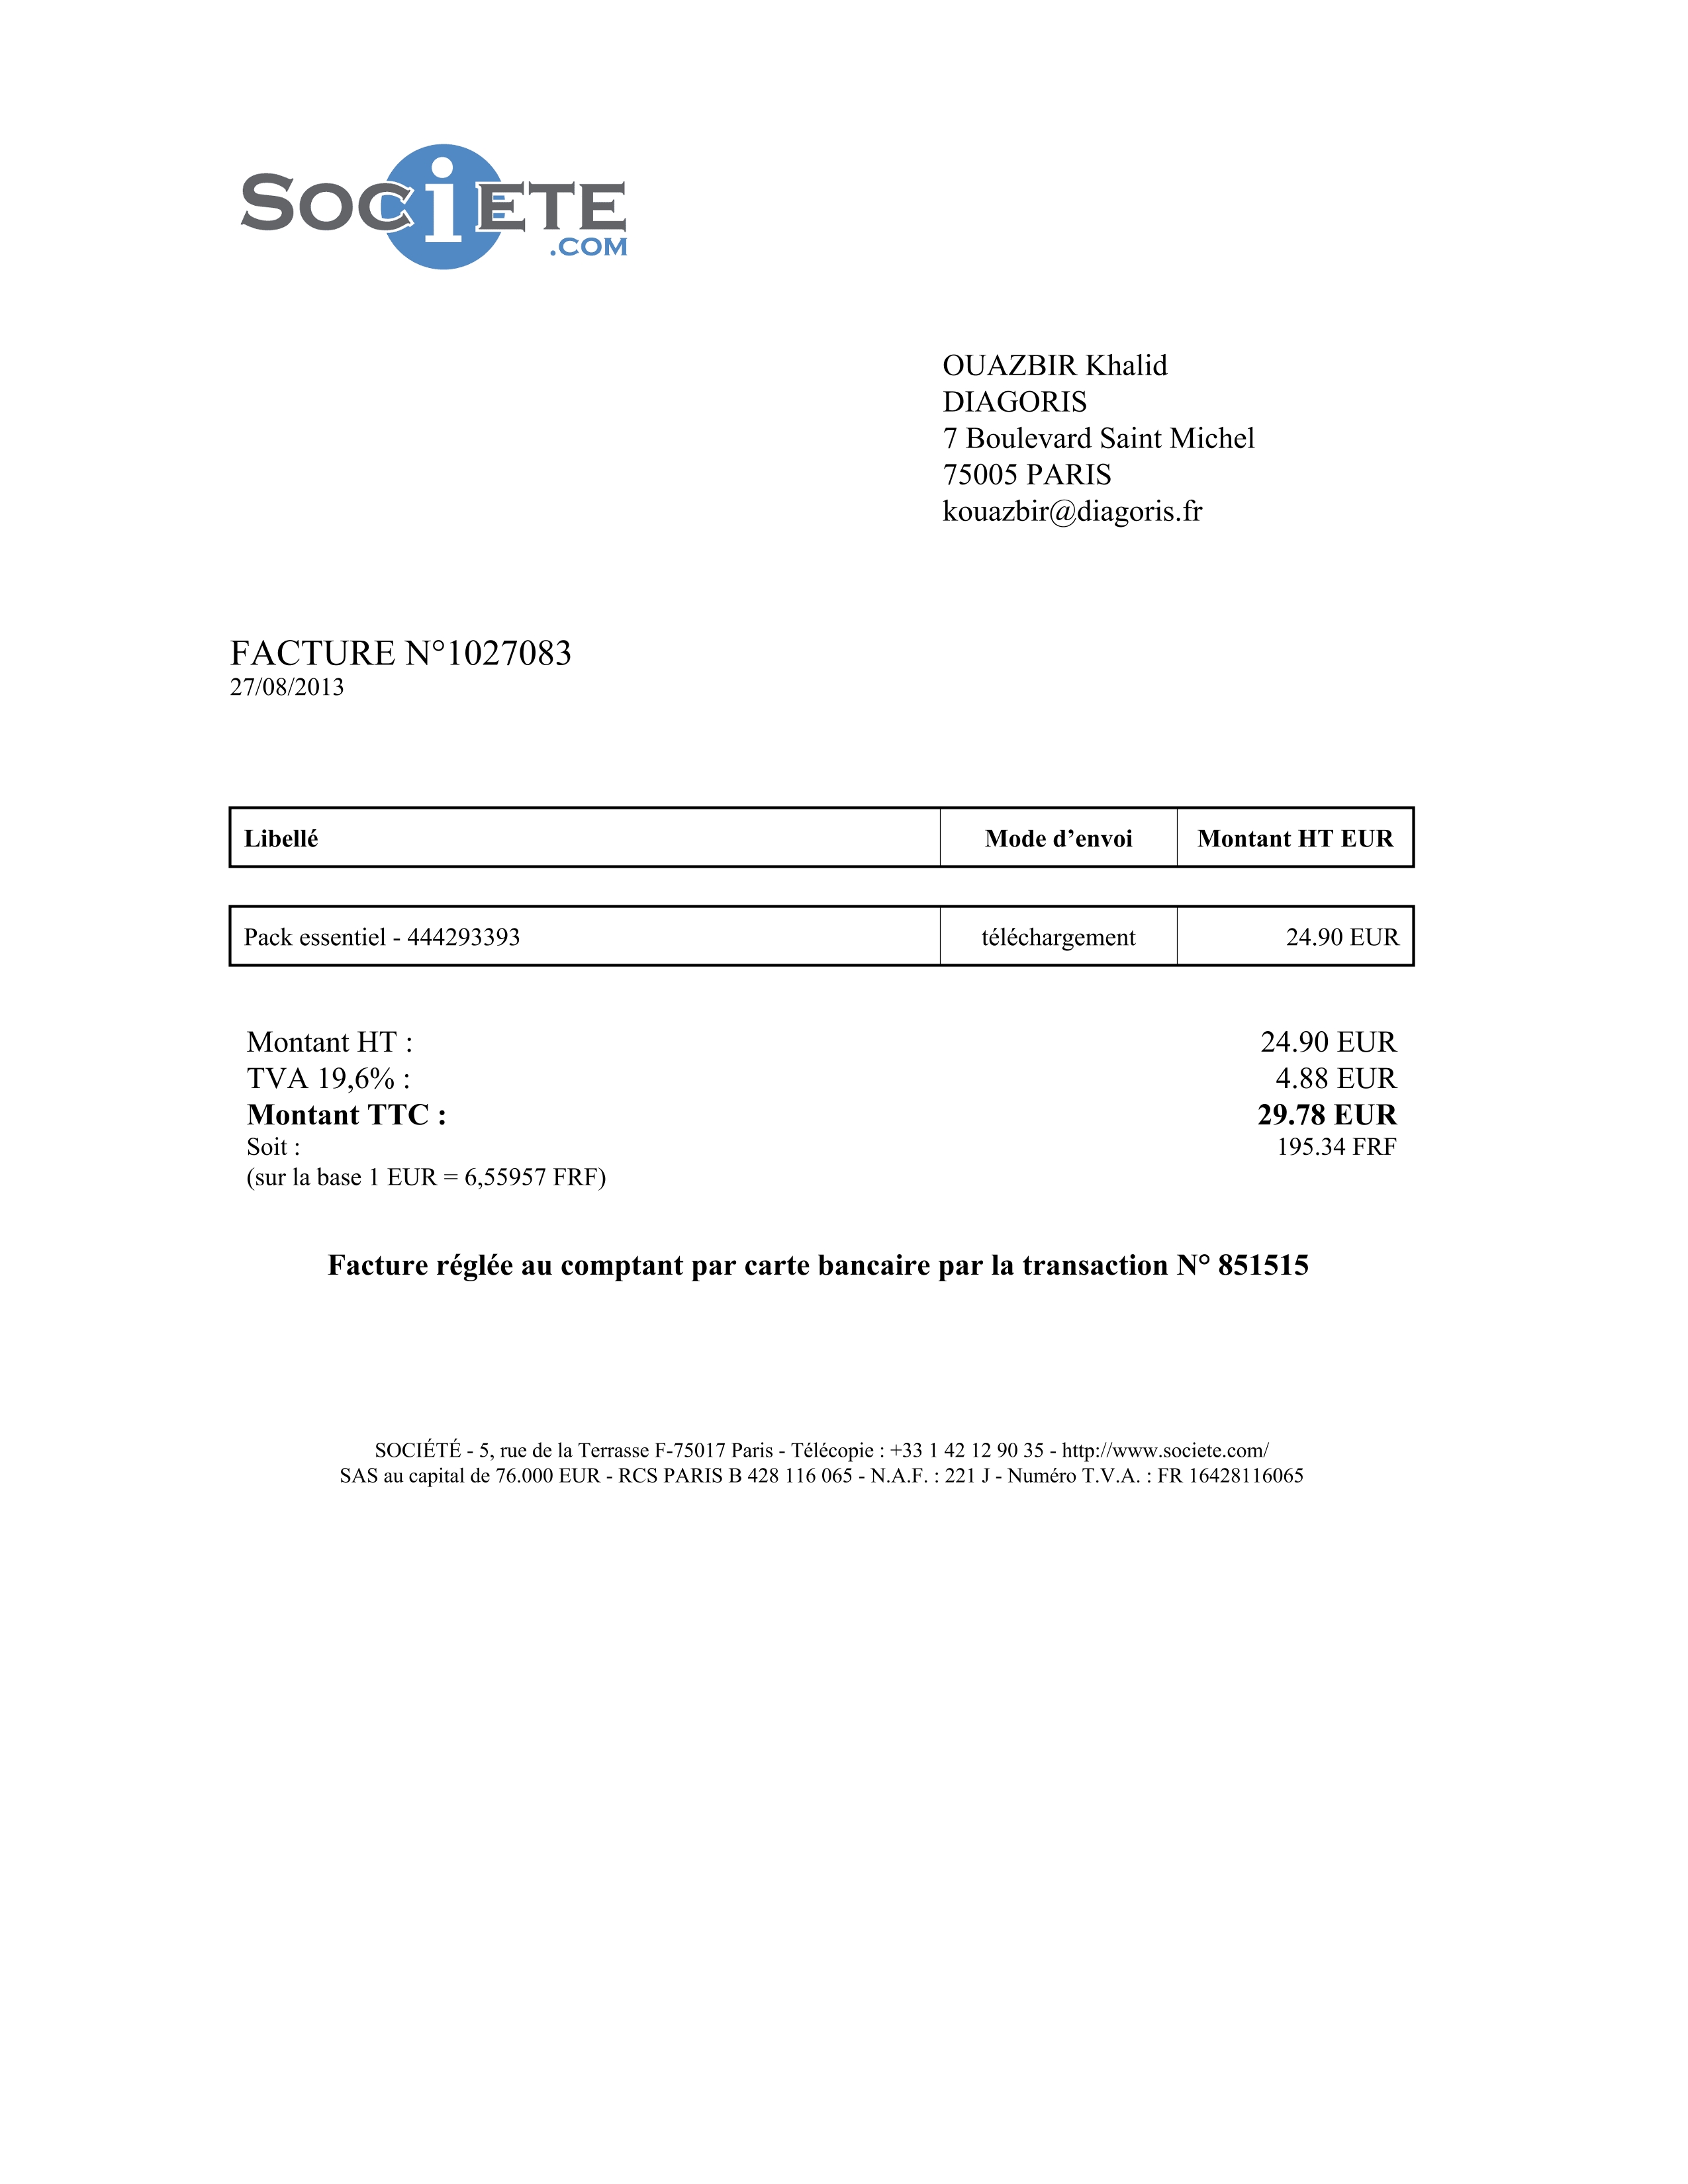 SOCIETE
.COM
OUAZBIR Khalid
DIAGORIS
7 Boulevard Saint Michel
75005 PARIS
kouazbir@diagoris.fr
FACTURE N°1027083
27/08/2013
Libellé Mode d’envoi Montant HT EUR
Pack essentiel - 444293393 téléchargement 24.90 EUR
Montant HT : 24.90 EUR
TVA 19,6% : 4.88 EUR
Montant TTC : 29.78 EUR
Soit : 195.34 FRF
(sur la base 1 EUR = 6,55957 FRF)
Facture réglée au comptant par carte bancaire par la transaction N° 851515
SOCIÉTÉ - 5, rue de la Terrasse F-75017 Paris - Télécopie : +33 1 42 12 90 35 - http://www.societe.com/
SAS au capital de 76.000 EUR - RCS PARIS B 428 116 065 - N.A.F. : 221 J - Numéro T.V.A. : FR 16428116065